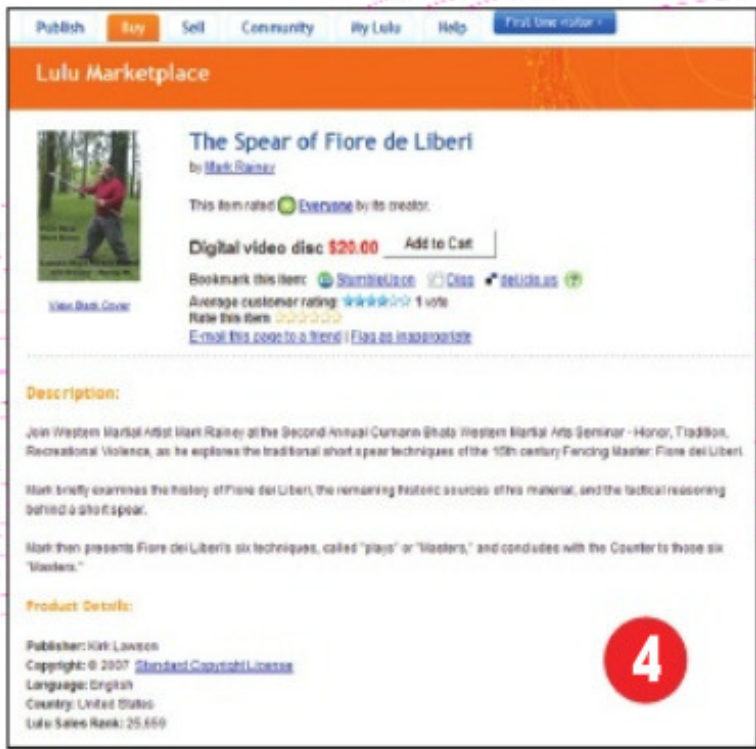 Publish Buy Sell Community My Lulu Help First time visitor
Lulu Marketplace
The Spear of Fiore de Liberi
by Mark Rainey
This item rated Everyone by its creator.
Digital video disc $20.00 Add to Cart
Bookmark this item: StumbleUpon Digg del.icio.us
View Back Cover
Average customer rating: 1 vote
Rate this item
E-mail this page to a friend | Flag as inappropriate
Description:
Join Western Martial Artist Mark Rainey at the Second Annual Cumann Bhata Western Martial Arts Seminar - Honor, Tradition,
Recreational Violence, as he explores the traditional short spear techniques of the 15th century Fencing Master: Fiore dei Liberi.
Mark briefly examines the history of Fiore dei Liberi, the remaining historic sources of his material, and the tactical reasoning
behind a short spear.
Mark then presents Fiore dei Liberi's six techniques, called "plays" or "Masters," and concludes with the Counter to those six
"Masters."
Product Details:
Publisher: Kirk Lawson
Copyright: © 2007 Standard Copyright License
Language: English
Country: United States
Lulu Sales Rank: 25,659
4